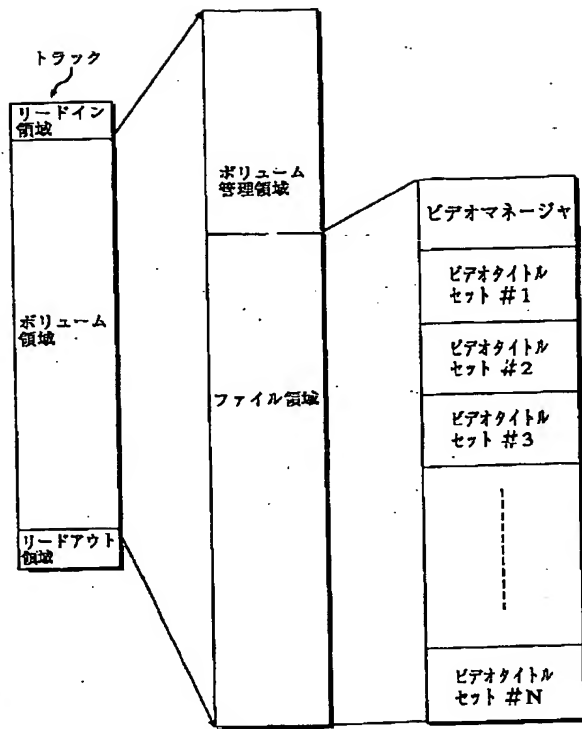 トラック
リードイン
領域
ボリューム
領域
リードアウト
領域
ボリューム
管理領域
ファイル領域
ビデオマネージャ
ビデオタイトル
セット #1
ビデオタイトル
セット #2
ビデオタイトル
セット #3
ビデオタイトル
セット #N